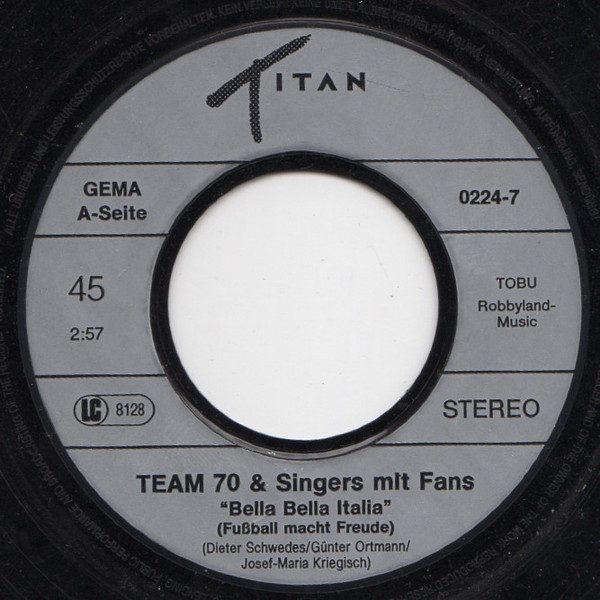 TITAN
GEMA
A-Seite
0224-7
45
2:57
TOBU
Robbyland-
Music
LC 8128
STEREO
TEAM 70 & Singers mit Fans
"Bella Bella Italia"
(Fußball macht Freude)
(Dieter Schwedes/Günter Ortmann/
Josef-Maria Kriegisch)